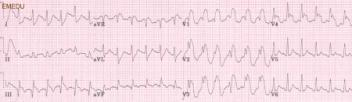 EMEDU
I aVR V1 V4
II aVL V2 V5
III aVF V3 V6